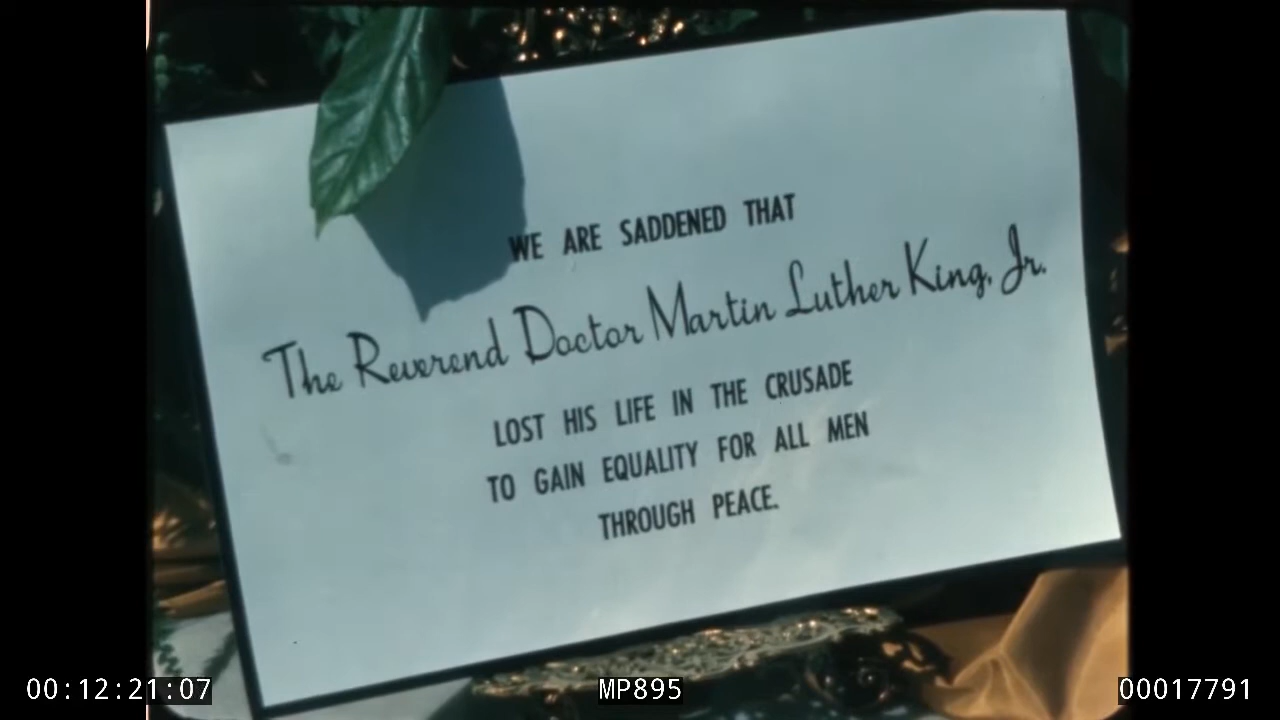 WE ARE SADDENED THAT
The Reverend Doctor Martin Luther King, Jr.
LOST HIS LIFE IN THE CRUSADE
TO GAIN EQUALITY FOR ALL MEN
THROUGH PEACE.
00:12:21:07 MP895 00017791